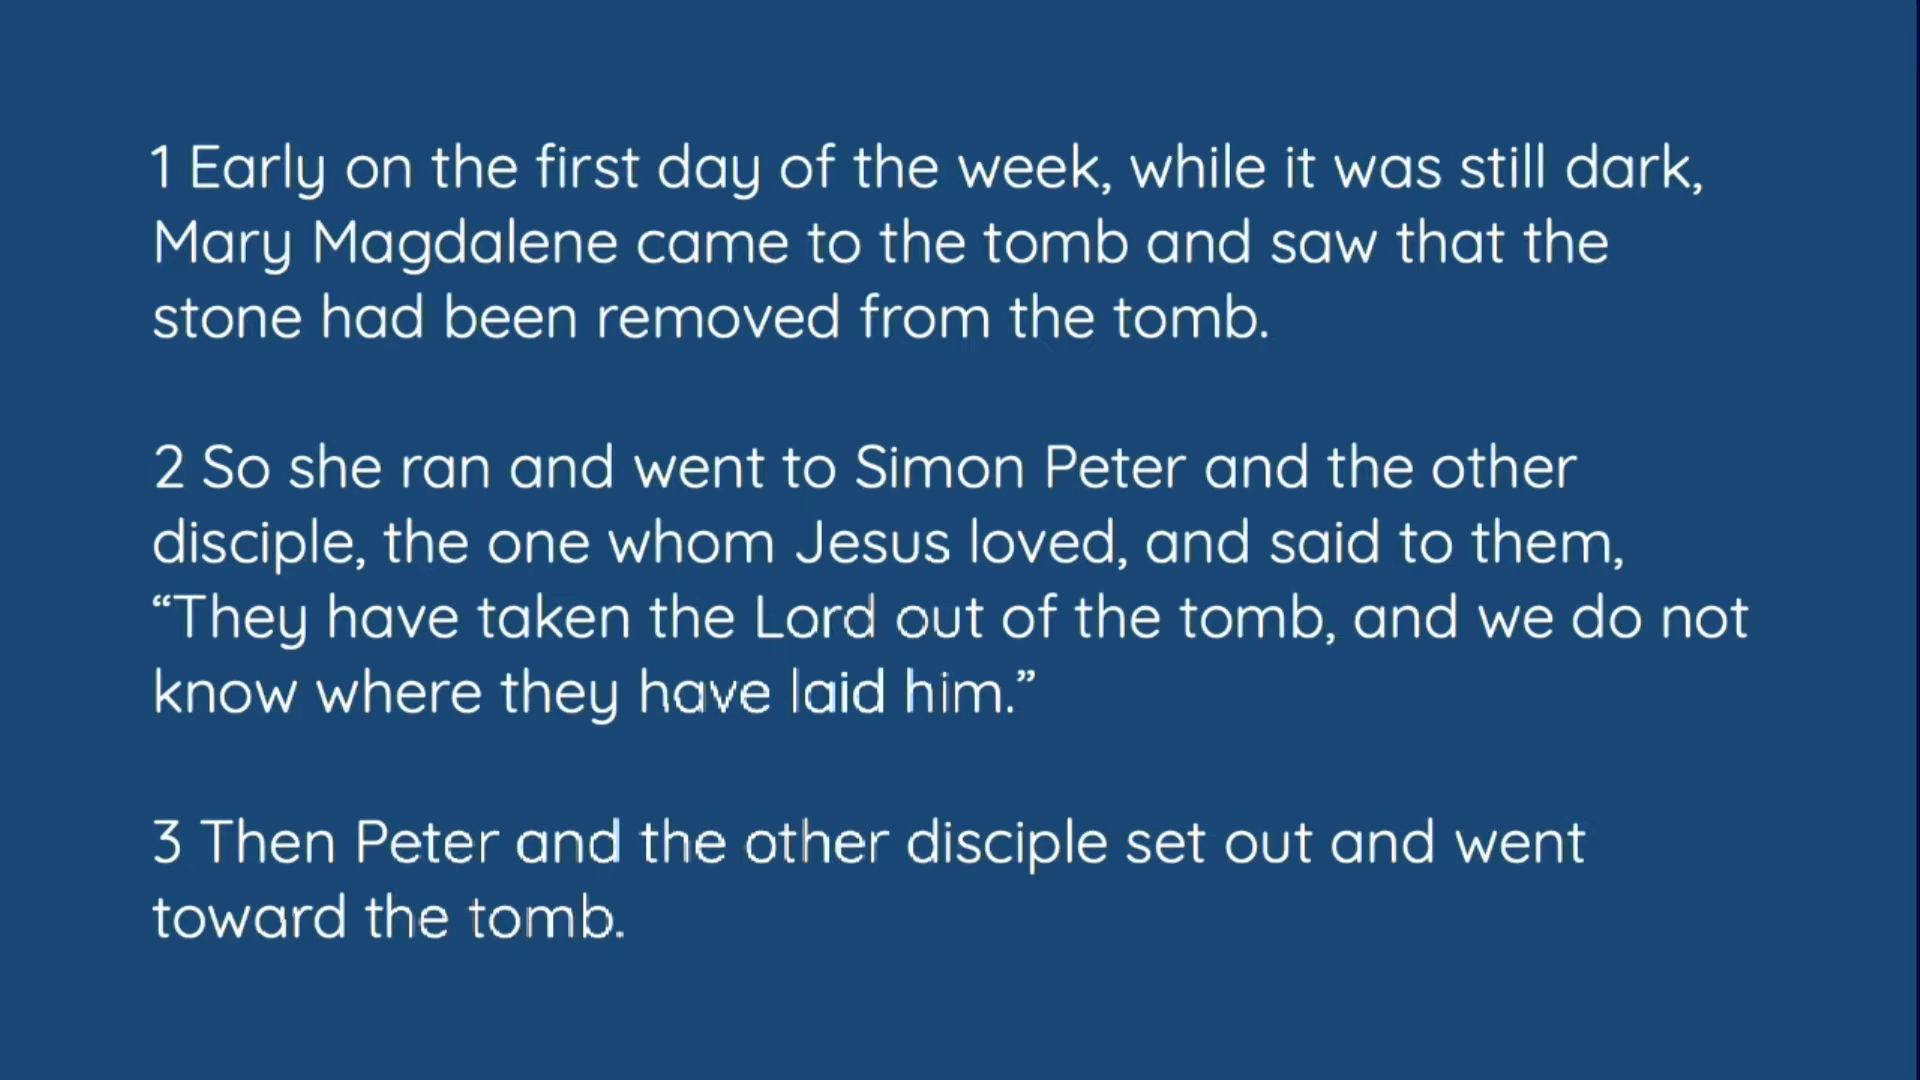 1 Early on the first day of the week, while it was still dark,
Mary Magdalene came to the tomb and saw that the
stone had been removed from the tomb.
2 So she ran and went to Simon Peter and the other
disciple, the one whom Jesus loved, and said to them,
“They have taken the Lord out of the tomb, and we do not
know where they have laid him.”
3 Then Peter and the other disciple set out and went
toward the tomb.